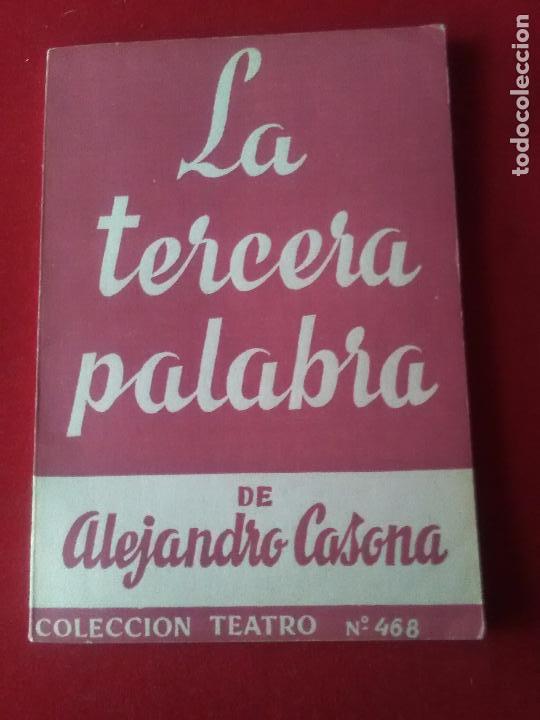 La
tercera
palabra
DE
Alejandro Casona
COLECCION TEATRO Nº 468
todocoleccion